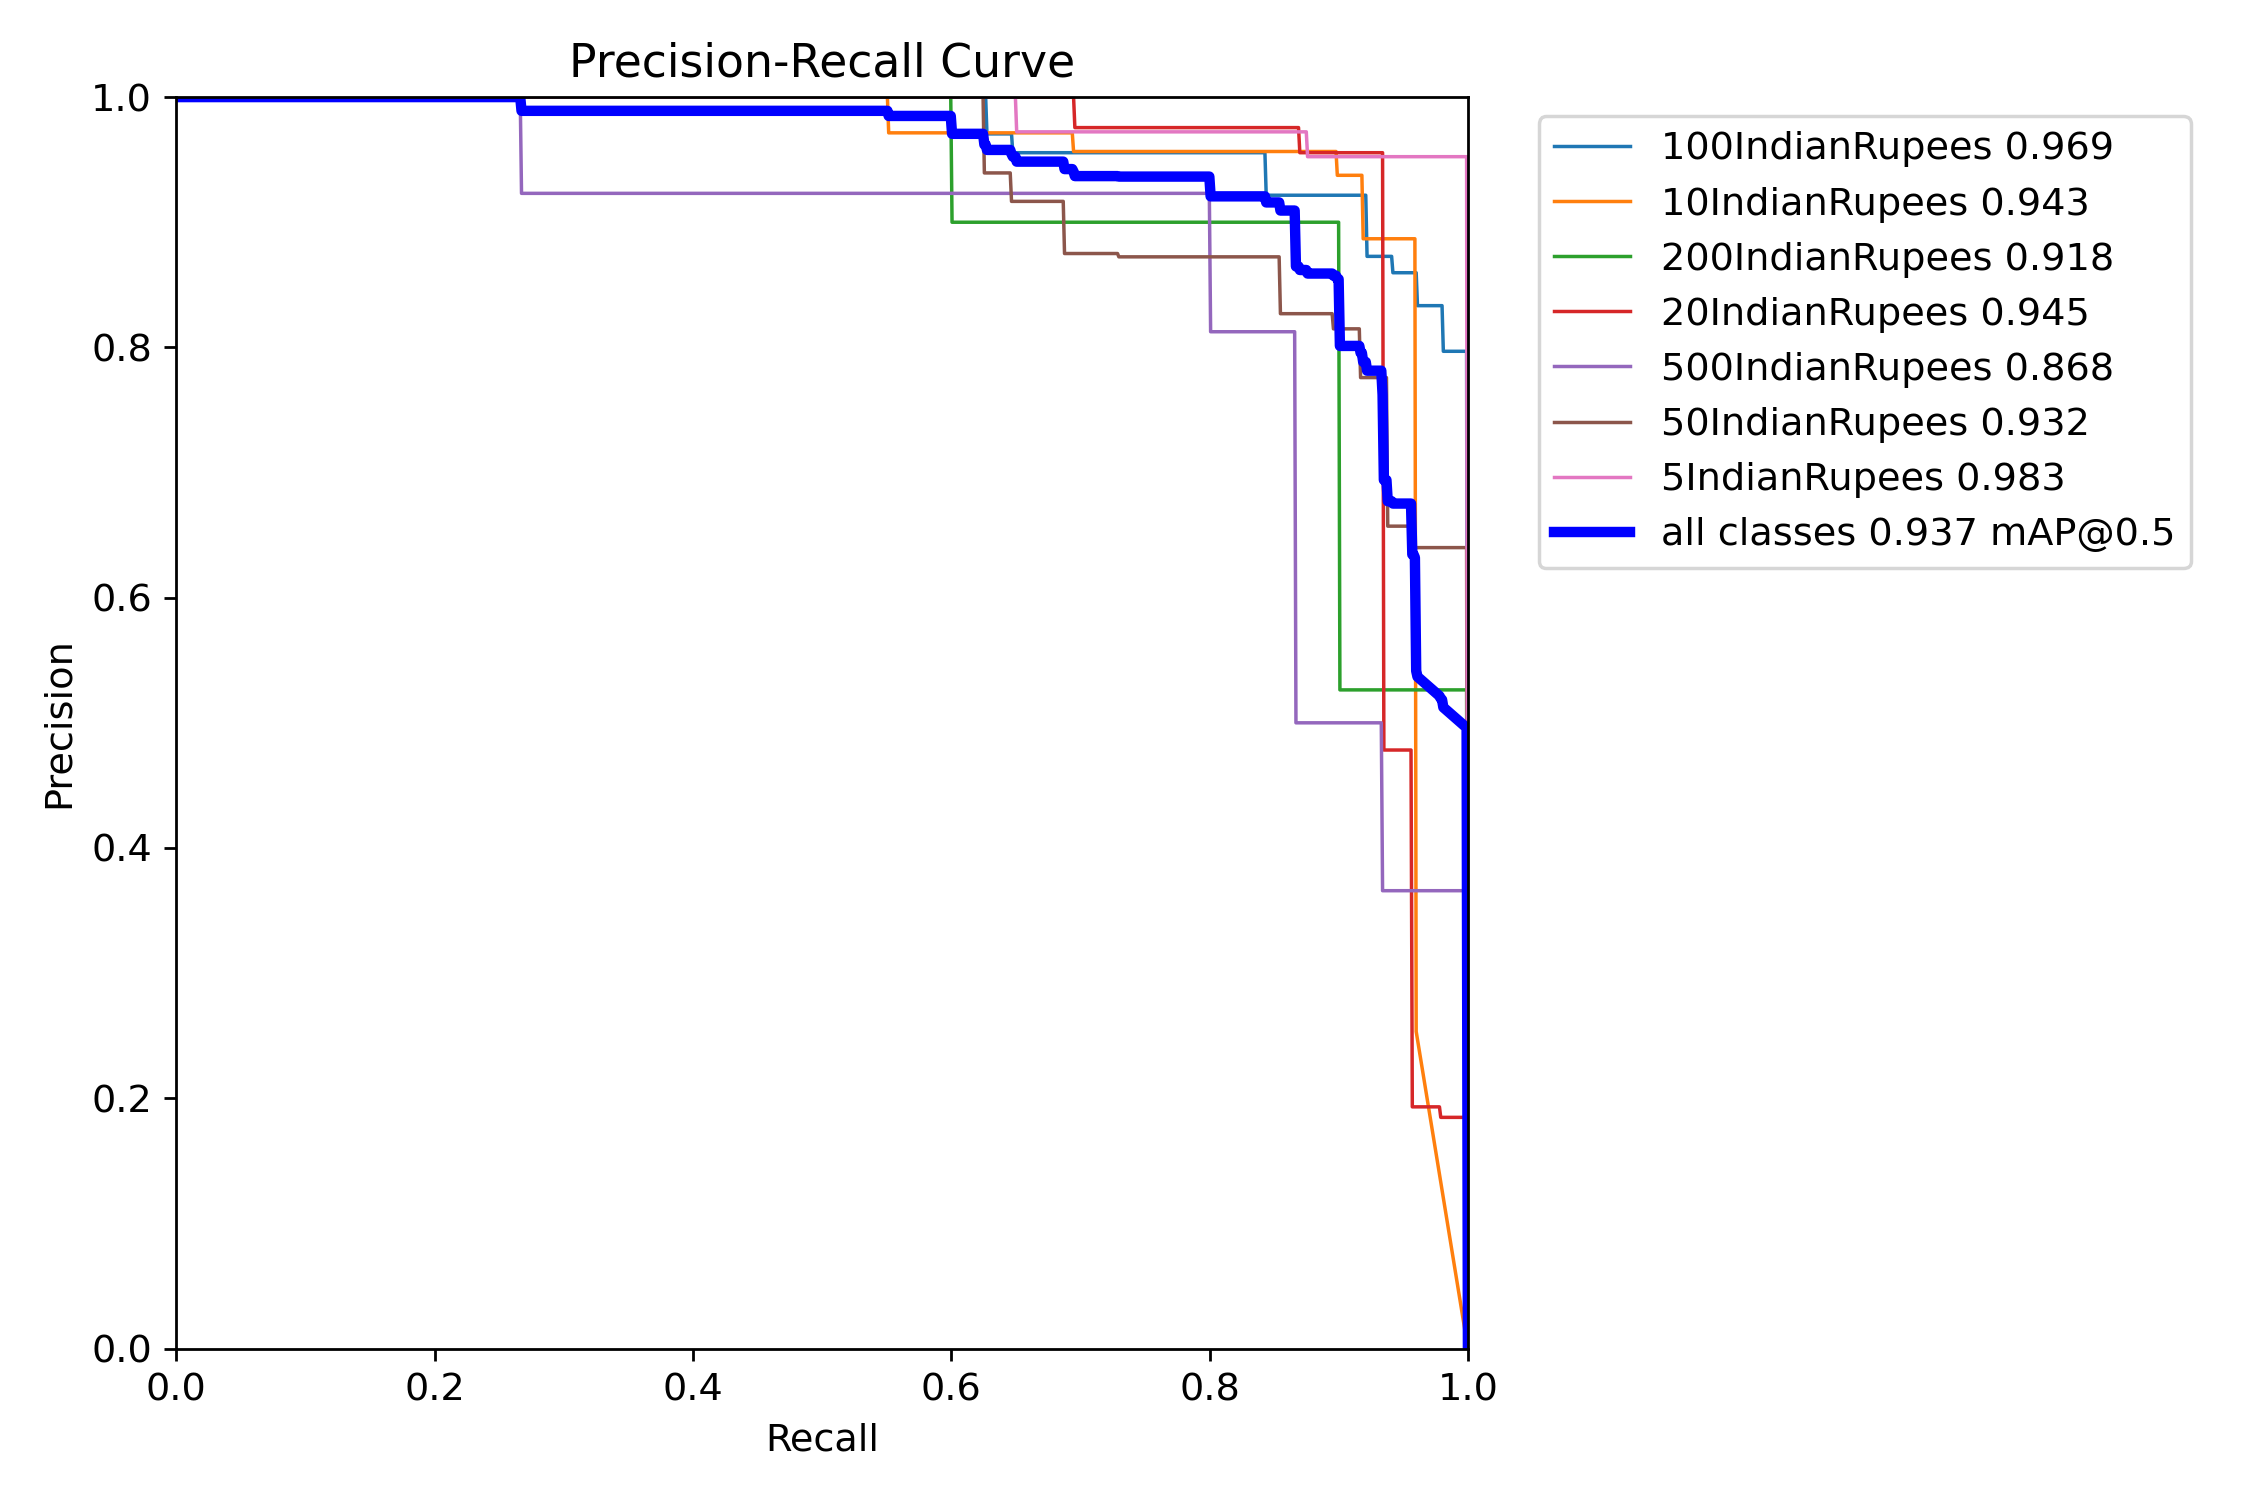 Precision-Recall Curve
1.0
0.8
0.6
0.4
0.2
0.0
Precision
0.0 0.2 0.4 0.6 0.8 1.0
Recall
100IndianRupees 0.969
10IndianRupees 0.943
200IndianRupees 0.918
20IndianRupees 0.945
500IndianRupees 0.868
50IndianRupees 0.932
5IndianRupees 0.983
all classes 0.937 mAP@0.5